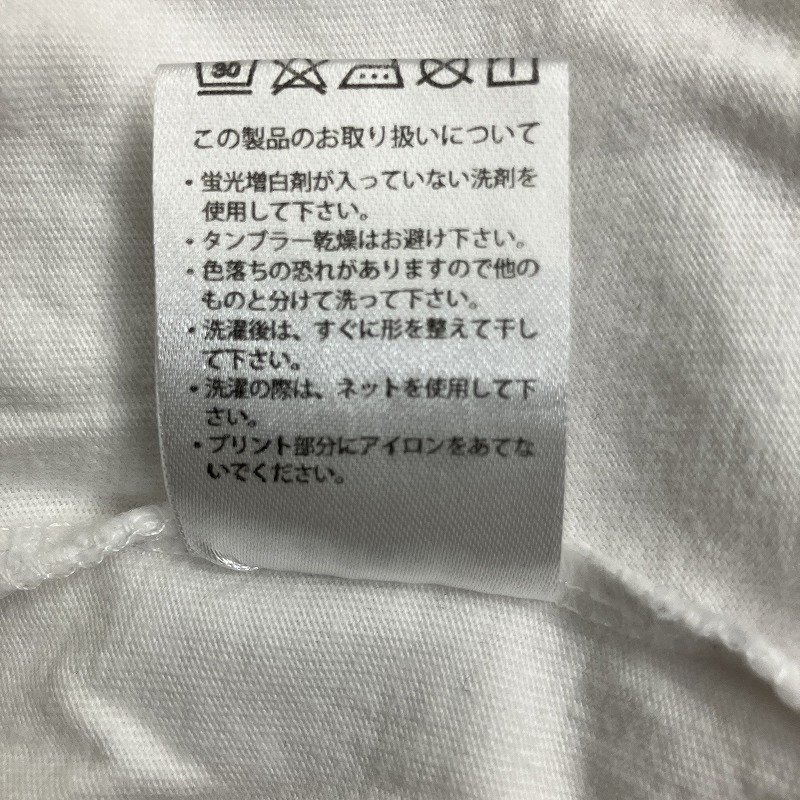 30
この製品のお取り扱いについて
・蛍光増白剤が入っていない洗剤を
使用して下さい。
・タンブラー乾燥はお避け下さい。
・色落ちの恐れがありますので他の
ものと分けて洗って下さい。
・洗濯後は、すぐに形を整えて干し
て下さい。
・洗濯の際は、ネットを使用して下
さい。
・プリント部分にアイロンをあてな
いでください。